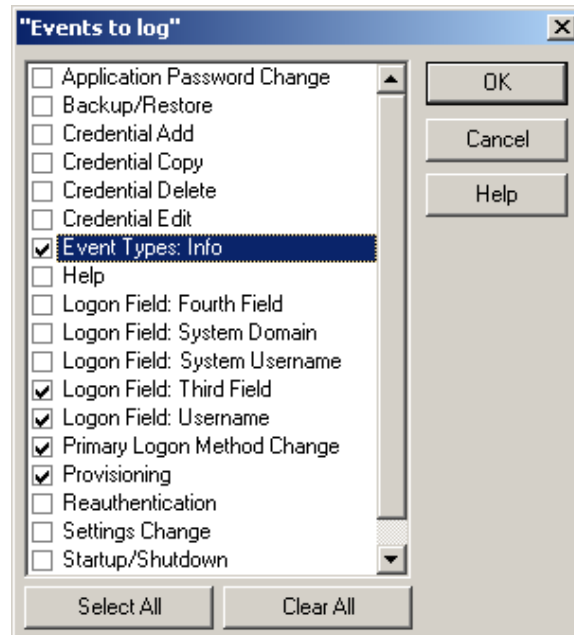 "Events to log"
Application Password Change
Backup/Restore
Credential Add
Credential Copy
Credential Delete
Credential Edit
Event Types: Info
Help
Logon Field: Fourth Field
Logon Field: System Domain
Logon Field: System Username
Logon Field: Third Field
Logon Field: Username
Primary Logon Method Change
Provisioning
Reauthentication
Settings Change
Startup/Shutdown
Select All
Clear All
OK
Cancel
Help